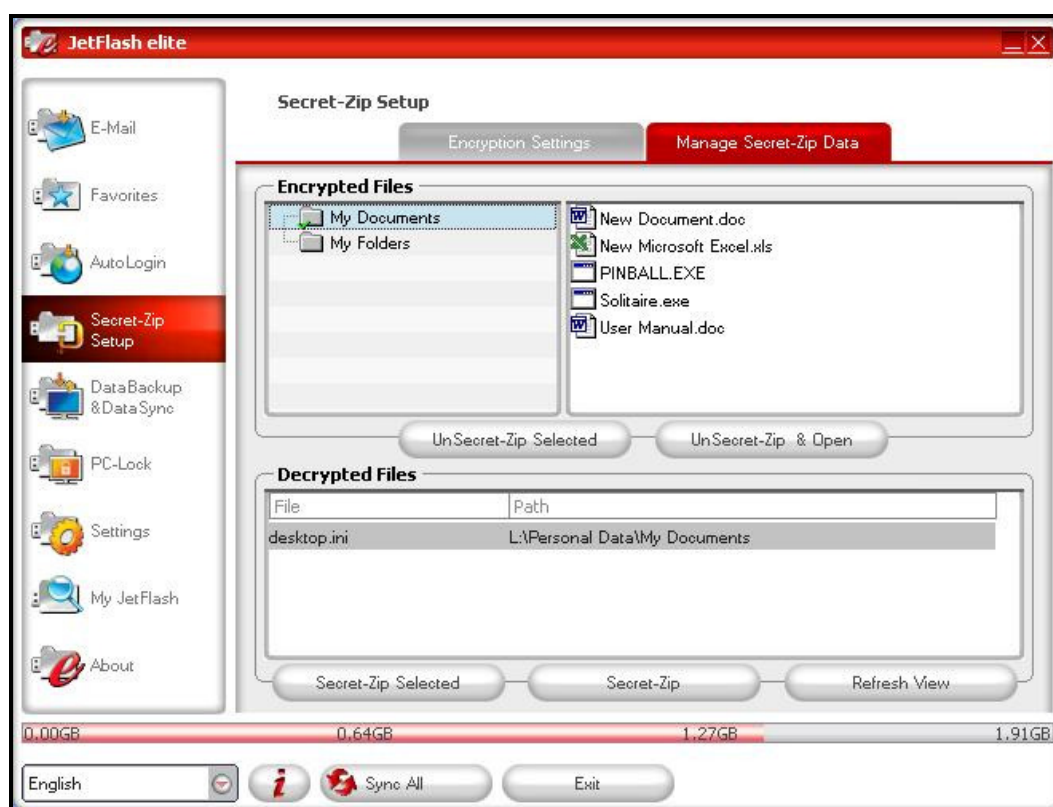 JetFlash elite
E-Mail
Favorites
AutoLogin
Secret-Zip
Setup
DataBackup
&DataSync
PC-Lock
Settings
My JetFlash
About
Secret-Zip Setup
Encryption Settings
Manage Secret-Zip Data
Encrypted Files
My Documents
My Folders
New Document.doc
New Microsoft Excel.xls
PINBALL.EXE
Solitaire.exe
User Manual.doc
UnSecret-Zip Selected
UnSecret-Zip & Open
Decrypted Files
File Path
desktop.ini L:\Personal Data\My Documents
Secret-Zip Selected
Secret-Zip
Refresh View
0.00GB 0.64GB 1.27GB 1.91GB
English
i
Sync All
Exit